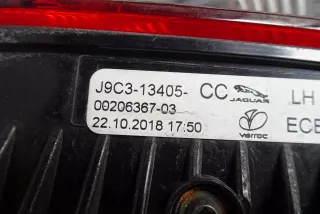 J9C3-13405- CC JAGUAR LH
00206367-03 varroc ECE
22.10.2018 17:50